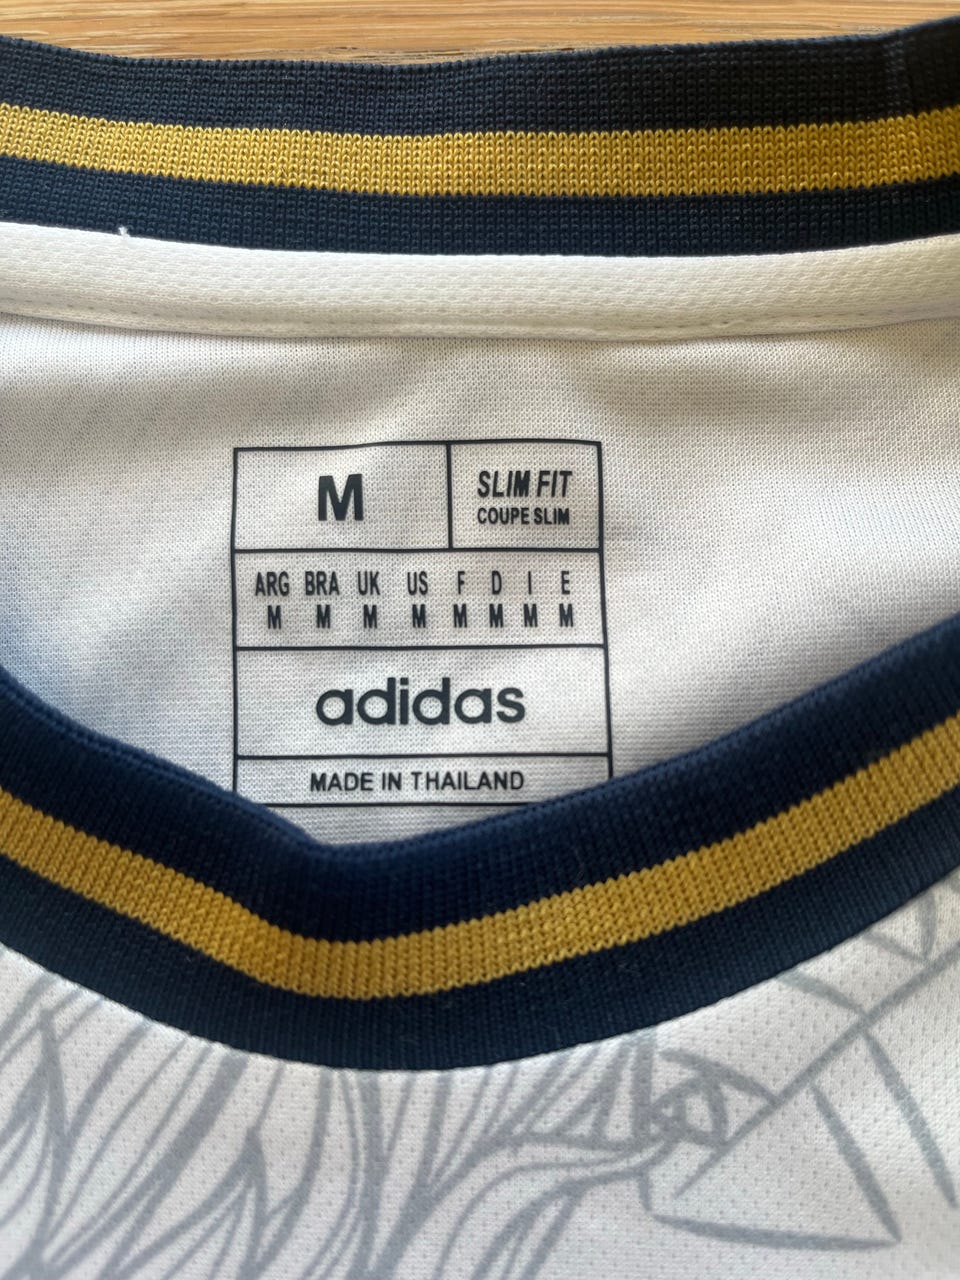 M
SLIM FIT
COUPE SLIM
ARG BRA UK US F D I E
M M M M M M M M
adidas
MADE IN THAILAND